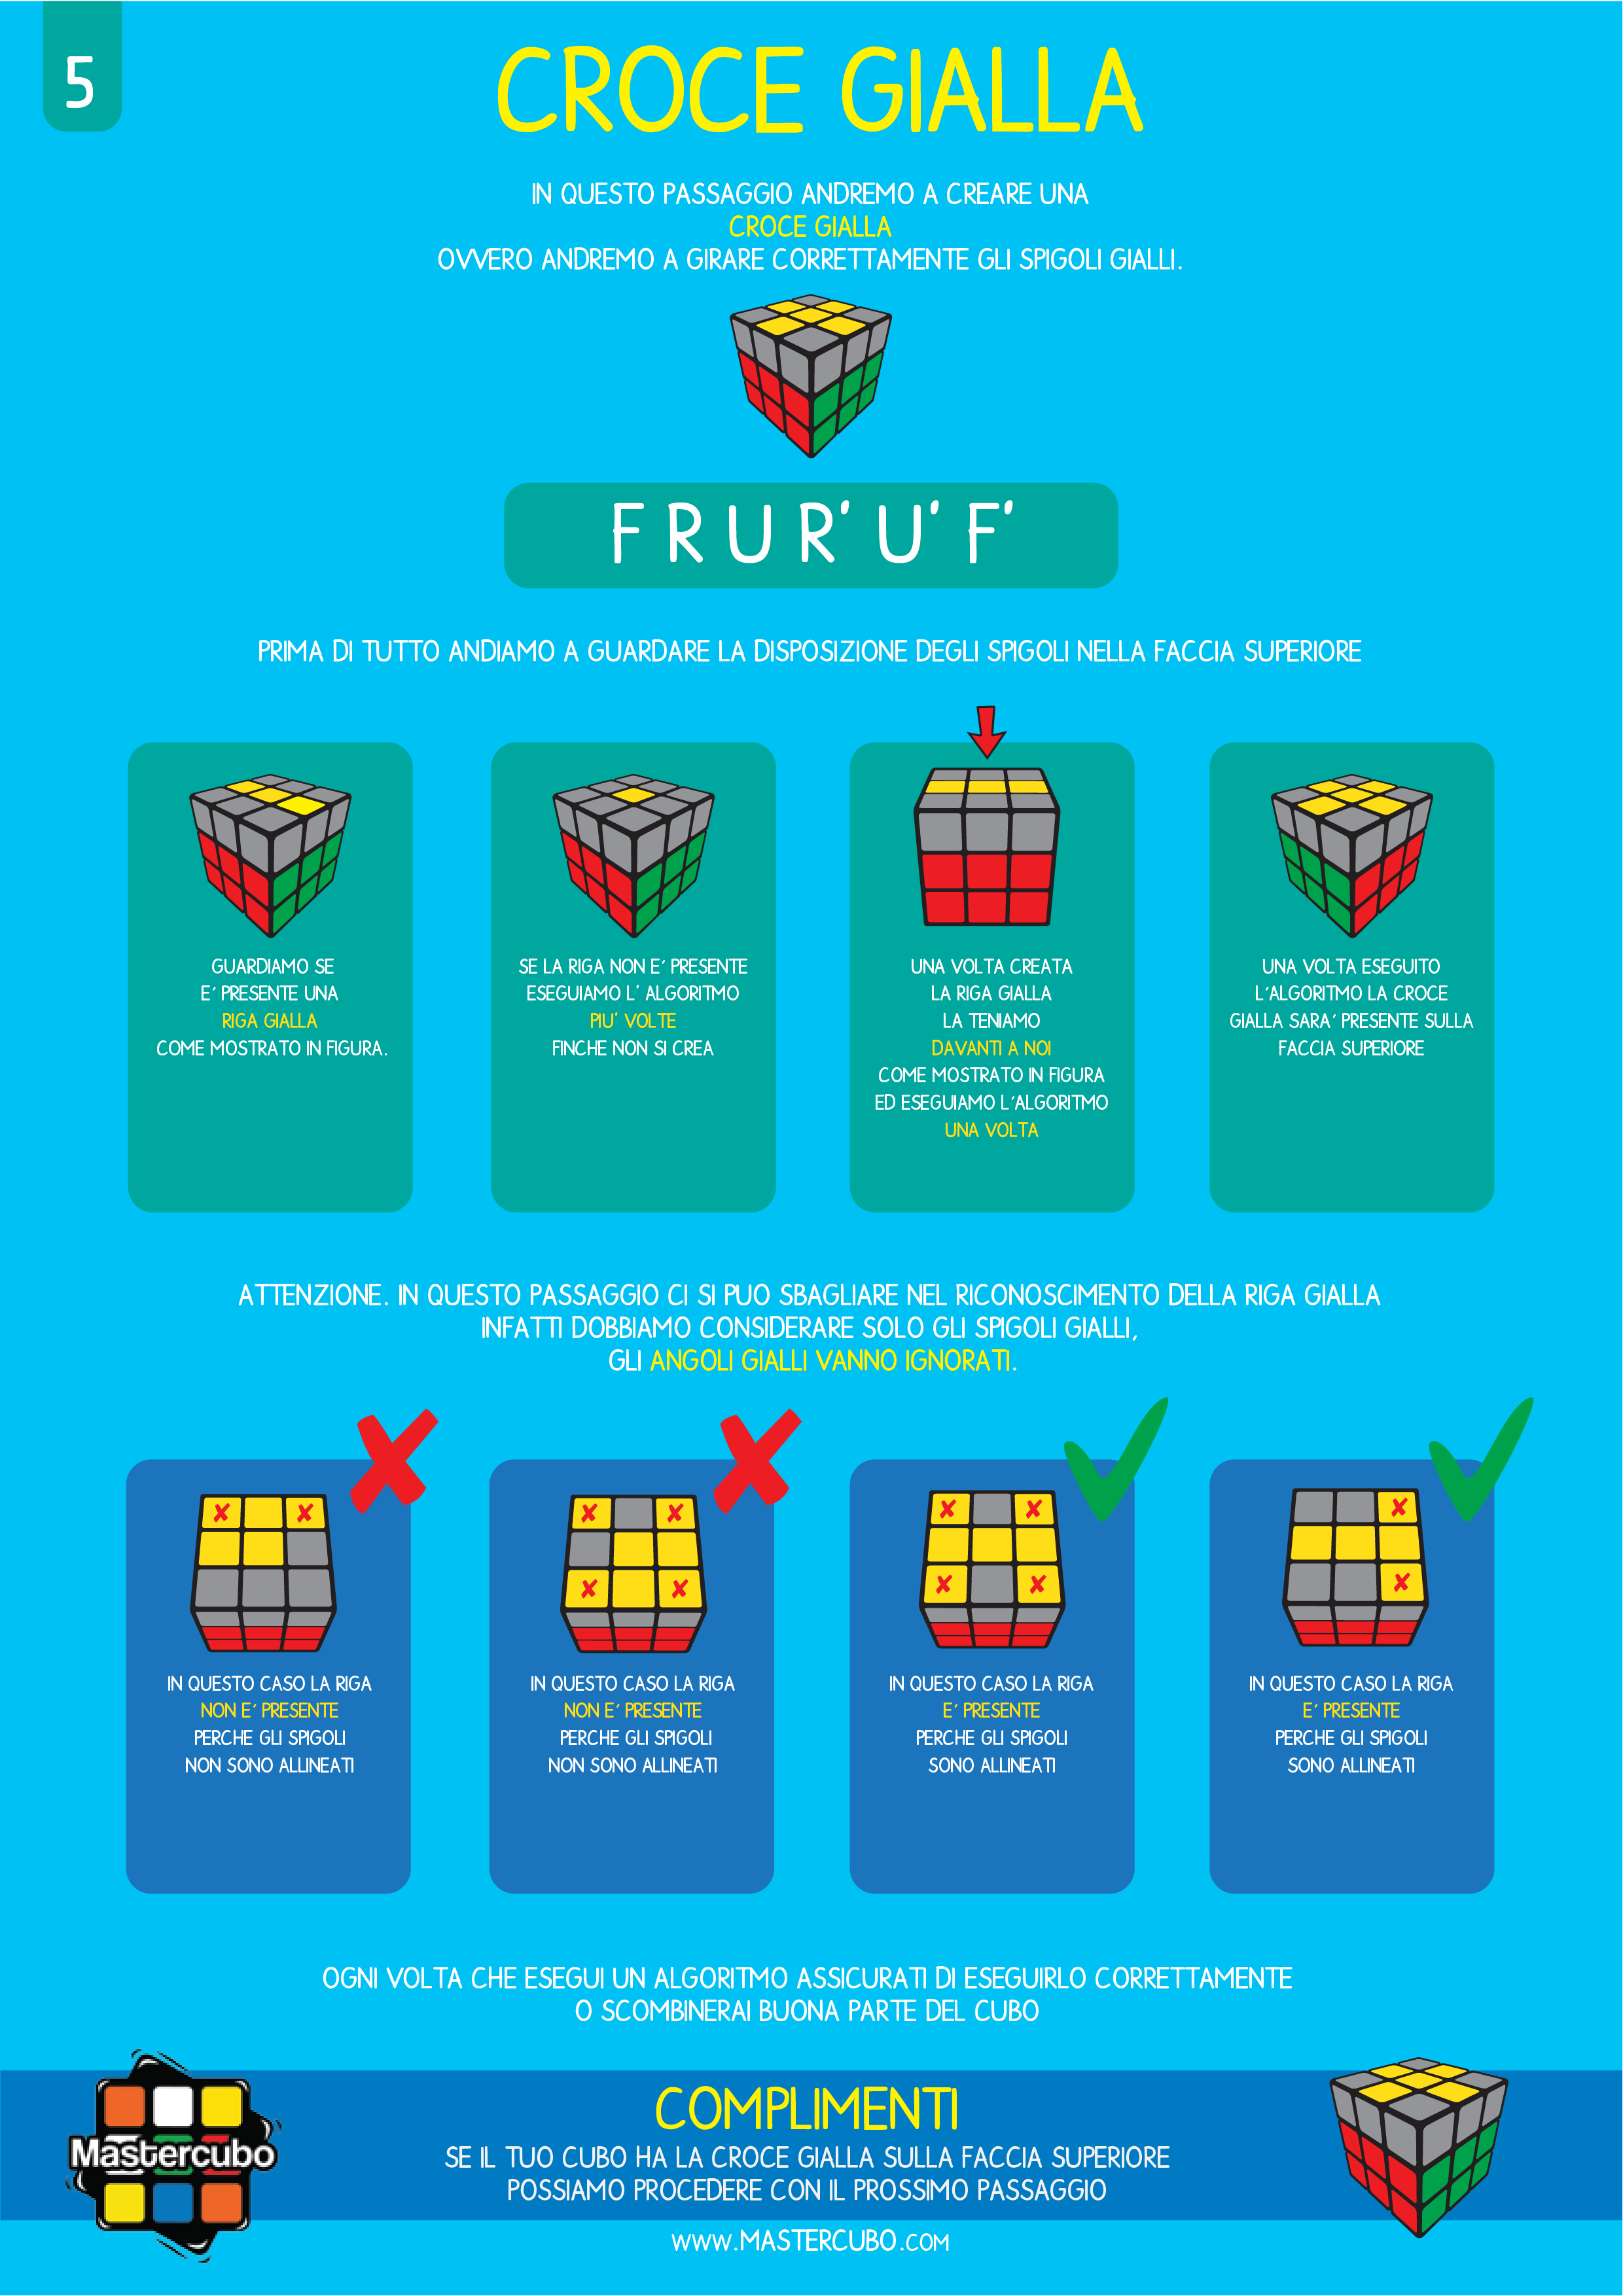 5
CROCE GIALLA
IN QUESTO PASSAGGIO ANDREMO A CREARE UNA
CROCE GIALLA
OVVERO ANDREMO A GIRARE CORRETTAMENTE GLI SPIGOLI GIALLI.
F R U R' U' F'
PRIMA DI TUTTO ANDIAMO A GUARDARE LA DISPOSIZIONE DEGLI SPIGOLI NELLA FACCIA SUPERIORE
GUARDIAMO SE
E' PRESENTE UNA
RIGA GIALLA
COME MOSTRATO IN FIGURA.
SE LA RIGA NON E' PRESENTE
ESEGUIAMO L' ALGORITMO
PIU' VOLTE
FINCHE NON SI CREA
UNA VOLTA CREATA
LA RIGA GIALLA
LA TENIAMO
DAVANTI A NOI
COME MOSTRATO IN FIGURA
ED ESEGUIAMO L'ALGORITMO
UNA VOLTA
UNA VOLTA ESEGUITO
L'ALGORITMO LA CROCE
GIALLA SARA' PRESENTE SULLA
FACCIA SUPERIORE
ATTENZIONE. IN QUESTO PASSAGGIO CI SI PUO SBAGLIARE NEL RICONOSCIMENTO DELLA RIGA GIALLA
INFATTI DOBBIAMO CONSIDERARE SOLO GLI SPIGOLI GIALLI,
GLI ANGOLI GIALLI VANNO IGNORATI.
IN QUESTO CASO LA RIGA
NON E' PRESENTE
PERCHE GLI SPIGOLI
NON SONO ALLINEATI
IN QUESTO CASO LA RIGA
NON E' PRESENTE
PERCHE GLI SPIGOLI
NON SONO ALLINEATI
IN QUESTO CASO LA RIGA
E' PRESENTE
PERCHE GLI SPIGOLI
SONO ALLINEATI
IN QUESTO CASO LA RIGA
E' PRESENTE
PERCHE GLI SPIGOLI
SONO ALLINEATI
OGNI VOLTA CHE ESEGUI UN ALGORITMO ASSICURATI DI ESEGUIRLO CORRETTAMENTE
O SCOMBINERAI BUONA PARTE DEL CUBO
Mastercubo
COMPLIMENTI
SE IL TUO CUBO HA LA CROCE GIALLA SULLA FACCIA SUPERIORE
POSSIAMO PROCEDERE CON IL PROSSIMO PASSAGGIO
WWW.MASTERCUBO.COM